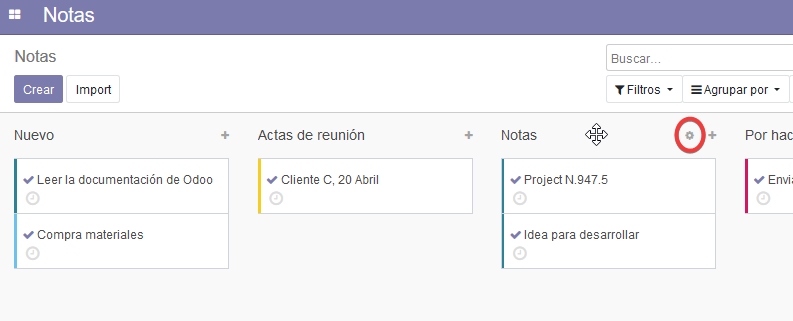 Notas
Notas
Buscar...
Crear
Import
Filtros
Agrupar por
Nuevo
Actas de reunión
Notas
Por hac
Leer la documentación de Odoo
Cliente C, 20 Abril
Project N.947.5
Envia
Compra materiales
Idea para desarrollar